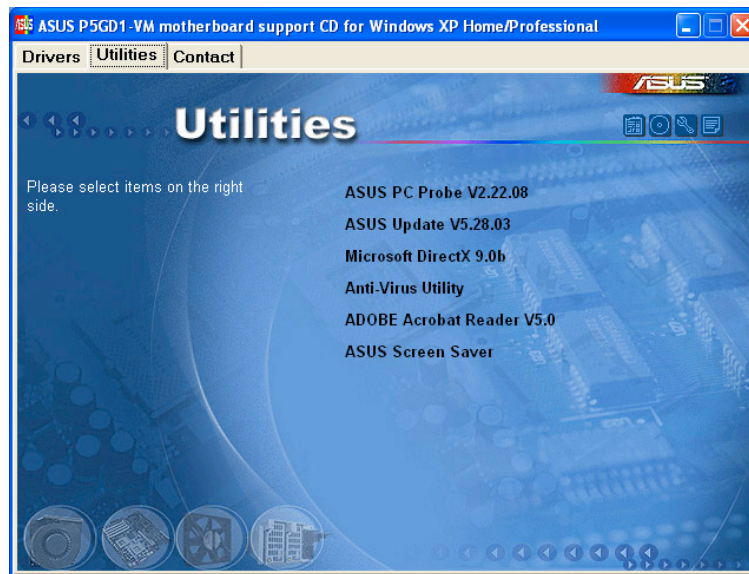 ASUS P5GD1-VM motherboard support CD for Windows XP Home/Professional
Drivers Utilities Contact
ASUS
Utilities
Please select items on the right
side.
ASUS PC Probe V2.22.08
ASUS Update V5.28.03
Microsoft DirectX 9.0b
Anti-Virus Utility
ADOBE Acrobat Reader V5.0
ASUS Screen Saver